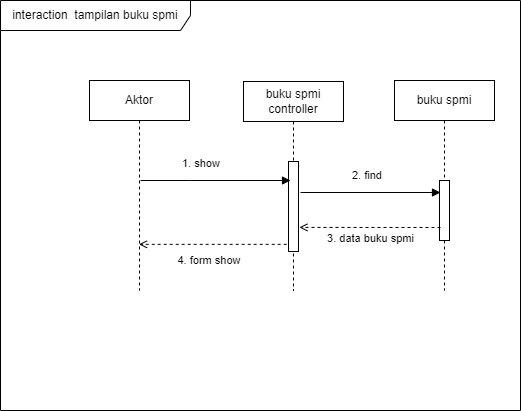 interaction tampilan buku spmi
Aktor
buku spmi
controller
buku spmi
1. show
2. find
3. data buku spmi
4. form show